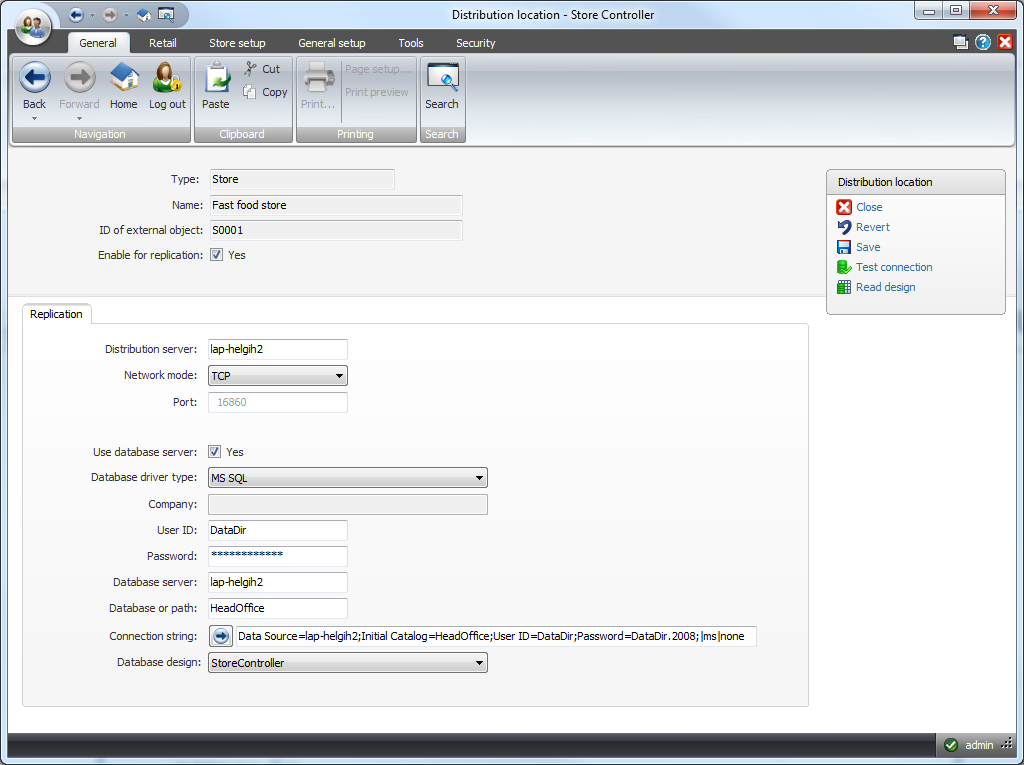 Distribution location - Store Controller
General Retail Store setup General setup Tools Security
Back Forward Home Log out
Navigation
Paste Cut
Copy
Clipboard
Print... Page setup...
Print preview
Printing
Search
Search
Type: Store
Name: Fast food store
ID of external object: S0001
Enable for replication: Yes
Distribution location
Close
Revert
Save
Test connection
Read design
Replication
Distribution server: lap-helgih2
Network mode: TCP
Port: 16860
Use database server: Yes
Database driver type: MS SQL
Company:
User ID: DataDir
Password: ************
Database server: lap-helgih2
Database or path: HeadOffice
Connection string: Data Source=lap-helgih2;Initial Catalog=HeadOffice;User ID=DataDir;Password=DataDir.2008;|ms|none
Database design: StoreController
admin